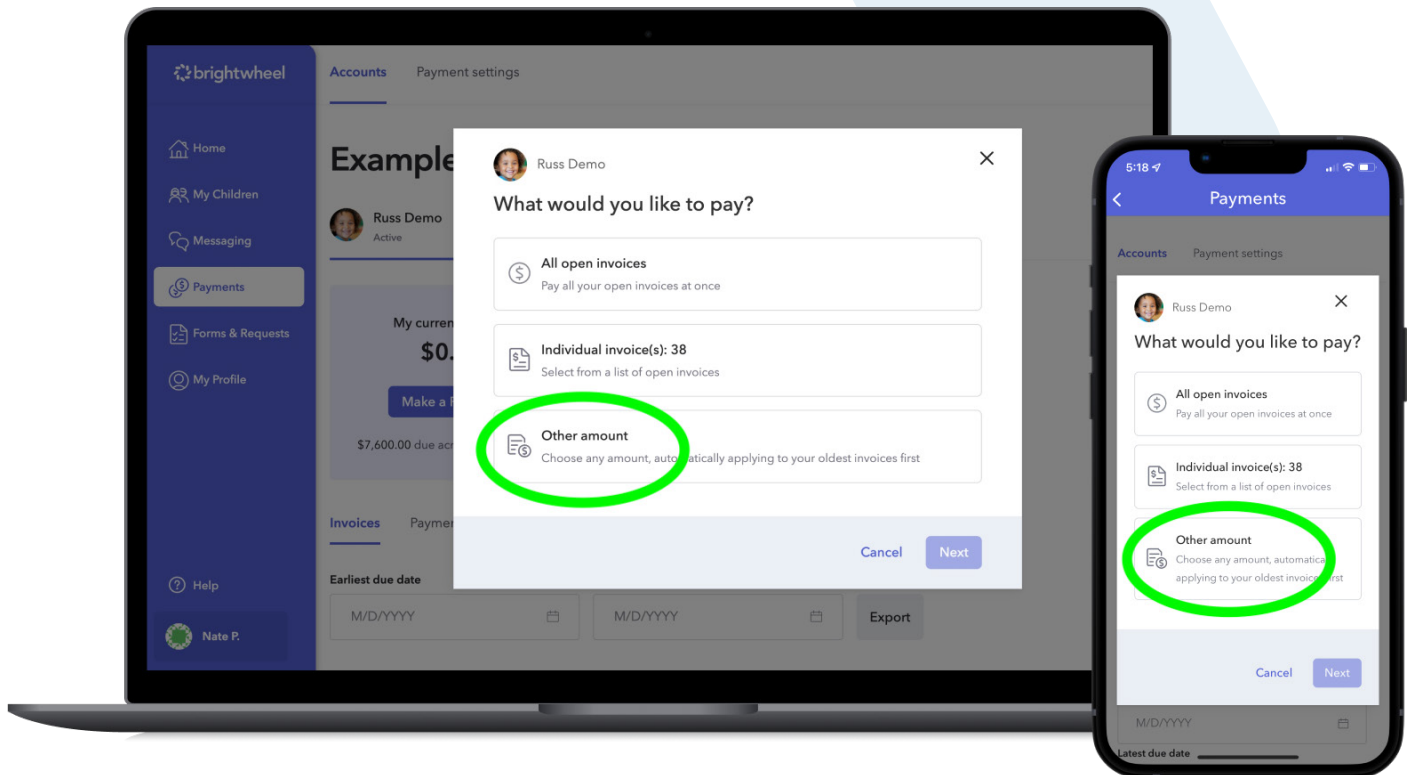 brightwheel
Accounts Payment settings
Home
My Children
Messaging
Payments
Forms & Requests
My Profile
Help
Nate P.
Example
Russ Demo
Active
My curren
$0.
Make a
$7,600.00 due acr
Invoices Paymen
Earliest due date
M/D/YYYY M/D/YYYY Export
Russ Demo
What would you like to pay?
All open invoices
Pay all your open invoices at once
Individual invoice(s): 38
Select from a list of open invoices
Other amount
Choose any amount, automatically applying to your oldest invoices first
Cancel Next
5:18
Payments
Accounts Payment settings
Russ Demo
What would you like to pay?
All open invoices
Pay all your open invoices at once
Individual invoice(s): 38
Select from a list of open invoices
Other amount
Choose any amount, automatically
applying to your oldest invoices first
Cancel Next
M/D/YYYY
Latest due date